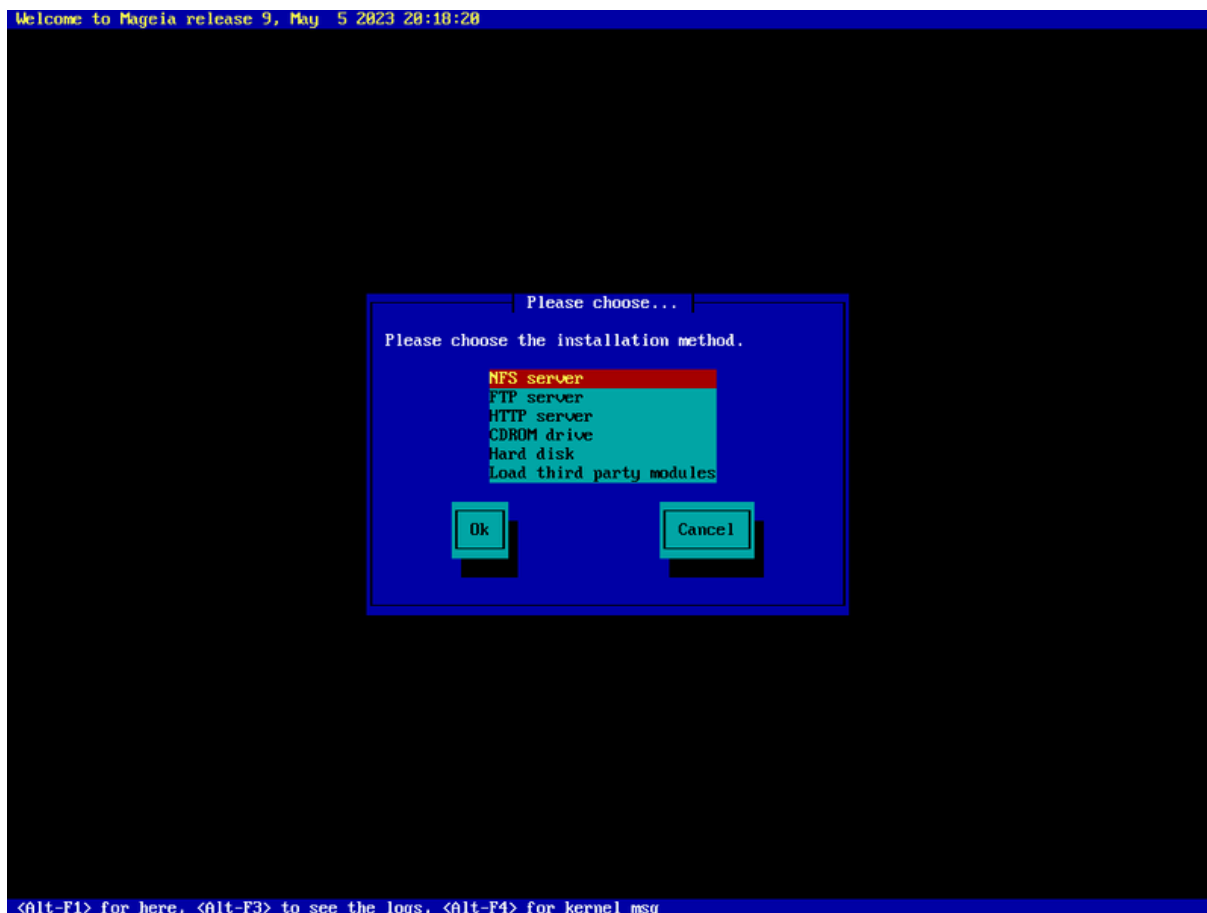 Welcome to Mageia release 9, May  5 2023 20:18:20
Please choose...
Please choose the installation method.
NFS server
FTP server
HTTP server
CDROM drive
Hard disk
Load third party modules
Ok Cancel
<Alt-F1> for here, <Alt-F3> to see the logs, <Alt-F4> for kernel msg